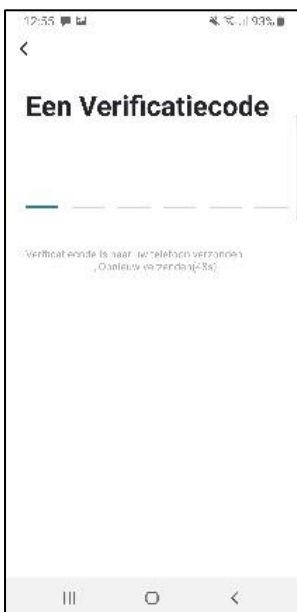 12:55 93%
Een Verificatiecode
Verificatiecode is naar uw telefoon verzonden
, Opnieuw verzenden(48s)